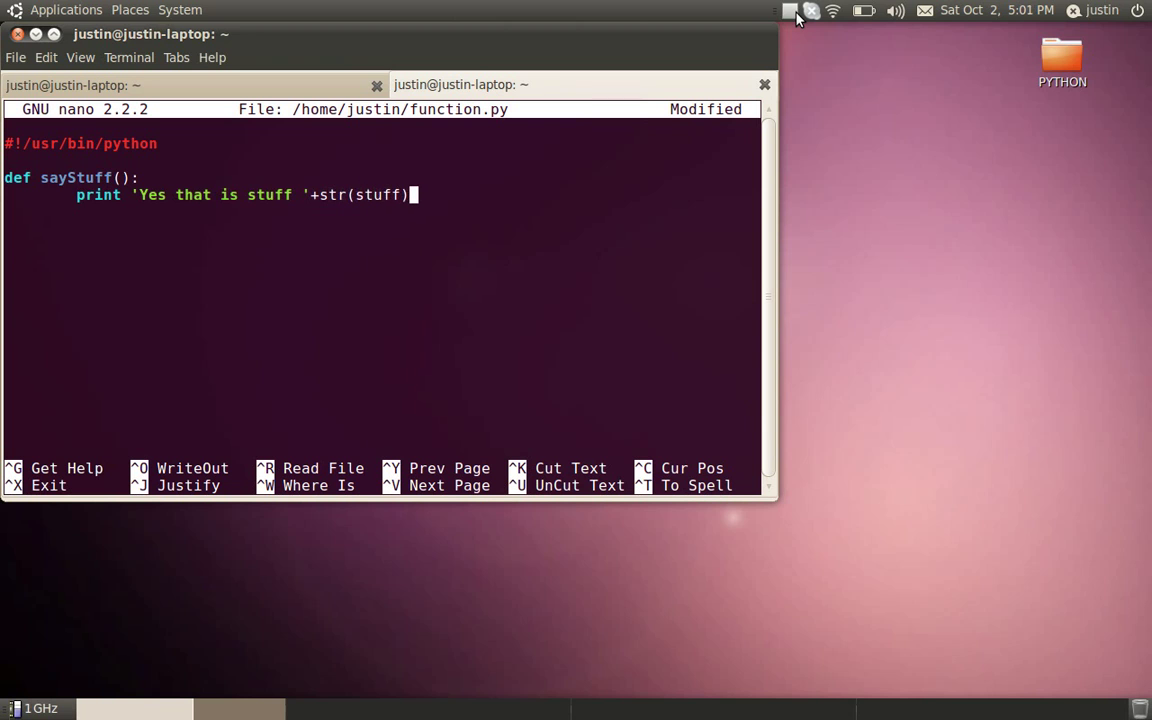 Applications Places System
Sat Oct 2, 5:01 PM justin
justin@justin-laptop: ~
File Edit View Terminal Tabs Help
justin@justin-laptop: ~ justin@justin-laptop: ~
GNU nano 2.2.2 File: /home/justin/function.py Modified
#!/usr/bin/python
def sayStuff():
print 'Yes that is stuff '+str(stuff)
^G Get Help ^O WriteOut ^R Read File ^Y Prev Page ^K Cut Text ^C Cur Pos
^X Exit ^J Justify ^W Where Is ^V Next Page ^U UnCut Text ^T To Spell
PYTHON
1 GHz